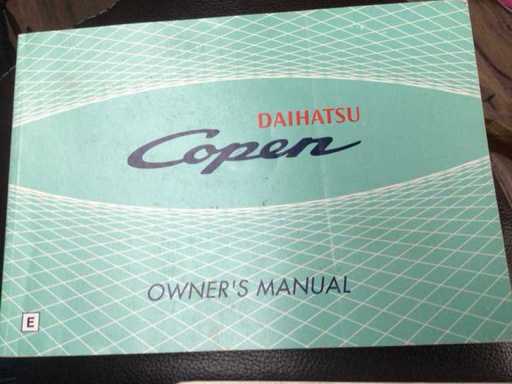 DAIHATSU
Copen
OWNER'S MANUAL
E